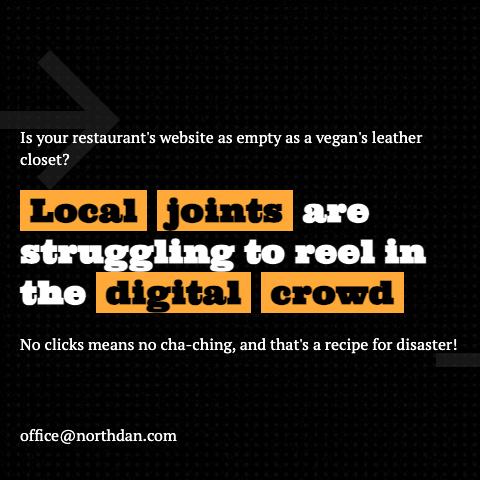 Is your restaurant's website as empty as a vegan's leather
closet?
Local joints are
struggling to reel in
the digital crowd
No clicks means no cha-ching, and that's a recipe for disaster!
office@northdan.com